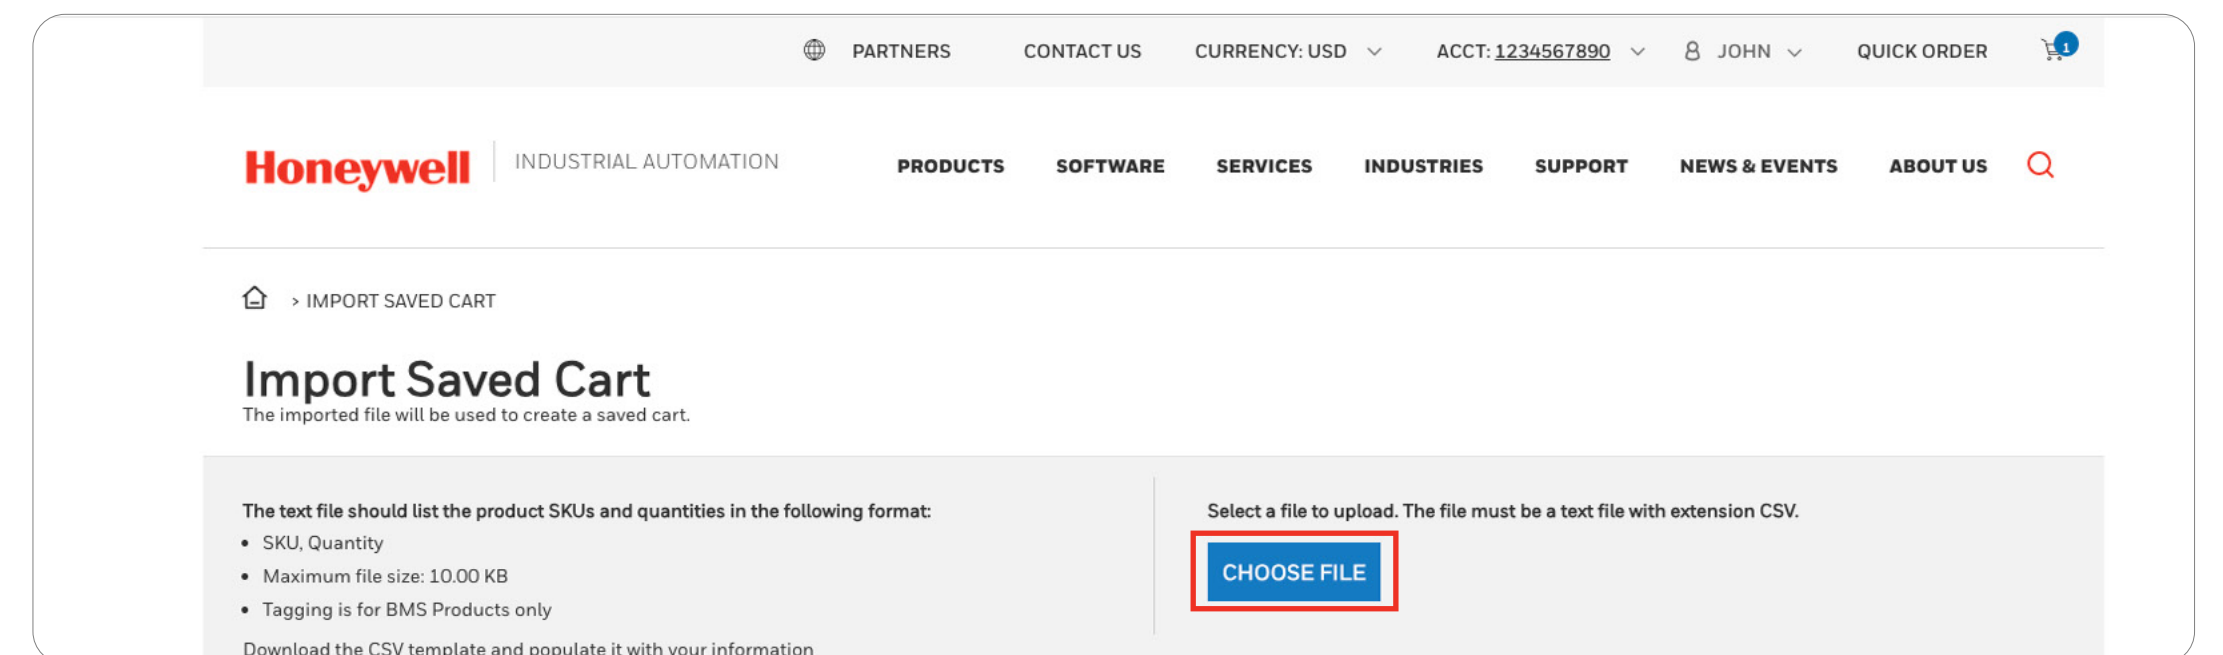 PARTNERS CONTACT US CURRENCY: USD ACCT: 1234567890 JOHN QUICK ORDER 1
Honeywell INDUSTRIAL AUTOMATION PRODUCTS SOFTWARE SERVICES INDUSTRIES SUPPORT NEWS & EVENTS ABOUT US
> IMPORT SAVED CART
Import Saved Cart
The imported file will be used to create a saved cart.
The text file should list the product SKUs and quantities in the following format:
• SKU, Quantity
• Maximum file size: 10.00 KB
• Tagging is for BMS Products only
Download the CSV template and populate it with your information
Select a file to upload. The file must be a text file with extension CSV.
CHOOSE FILE